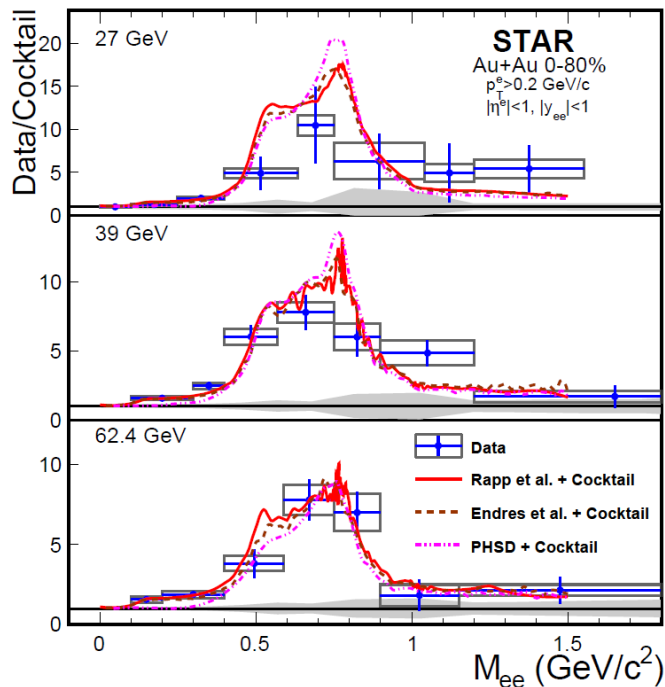 27 GeV
STAR
Au+Au 0-80%
p_T^e>0.2 GeV/c
|η^e|<1, |y_ee|<1
Data/Cocktail
20
15
10
5
0
39 GeV
10
5
0
62.4 GeV
Data
Rapp et al. + Cocktail
Endres et al. + Cocktail
PHSD + Cocktail
10
5
0
0 0.5 1 1.5
M_ee (GeV/c²)